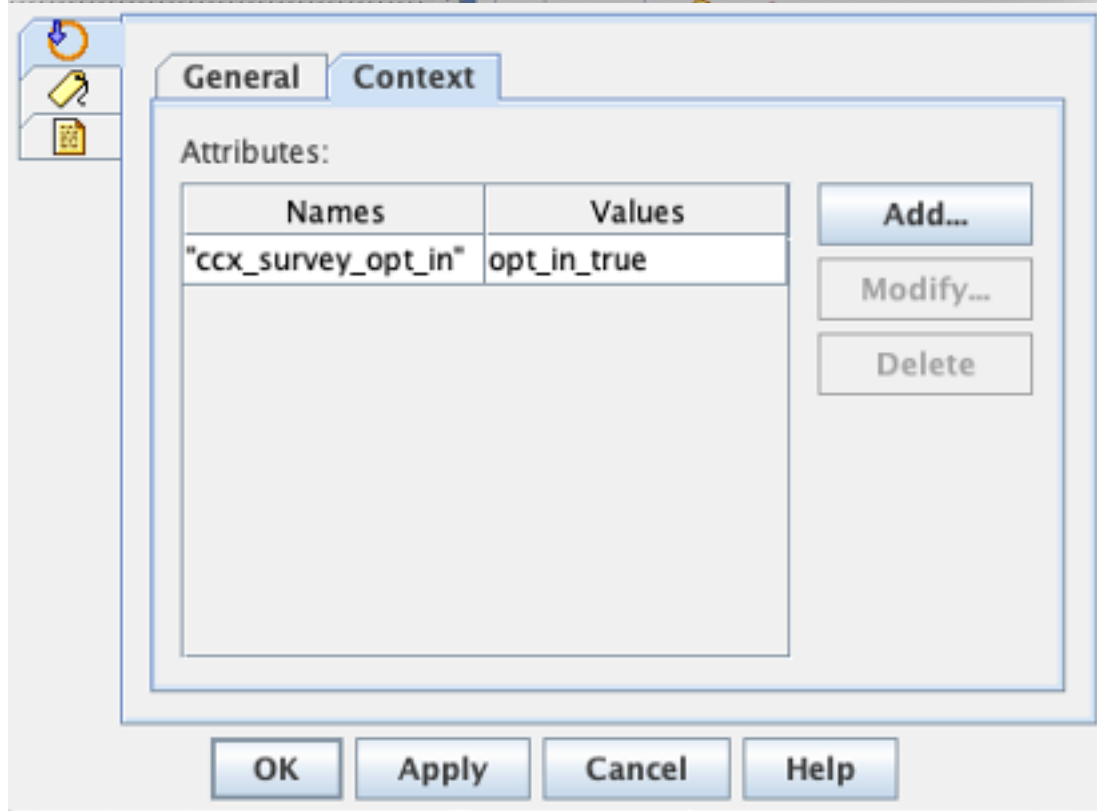 General Context
Attributes:
Names Values
"ccx_survey_opt_in" opt_in_true
Add...
Modify...
Delete
OK Apply Cancel Help